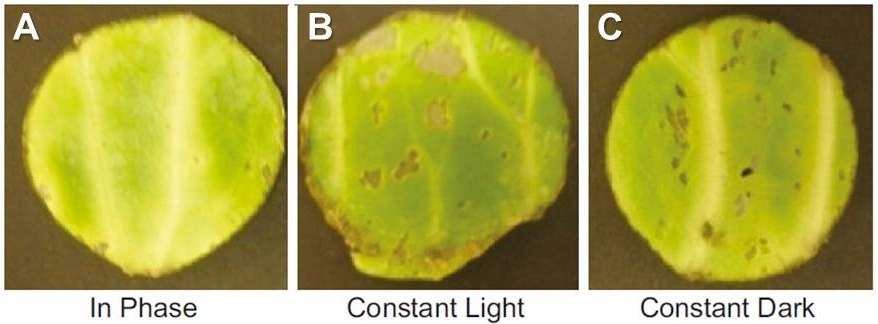 A
B
C
In Phase
Constant Light
Constant Dark